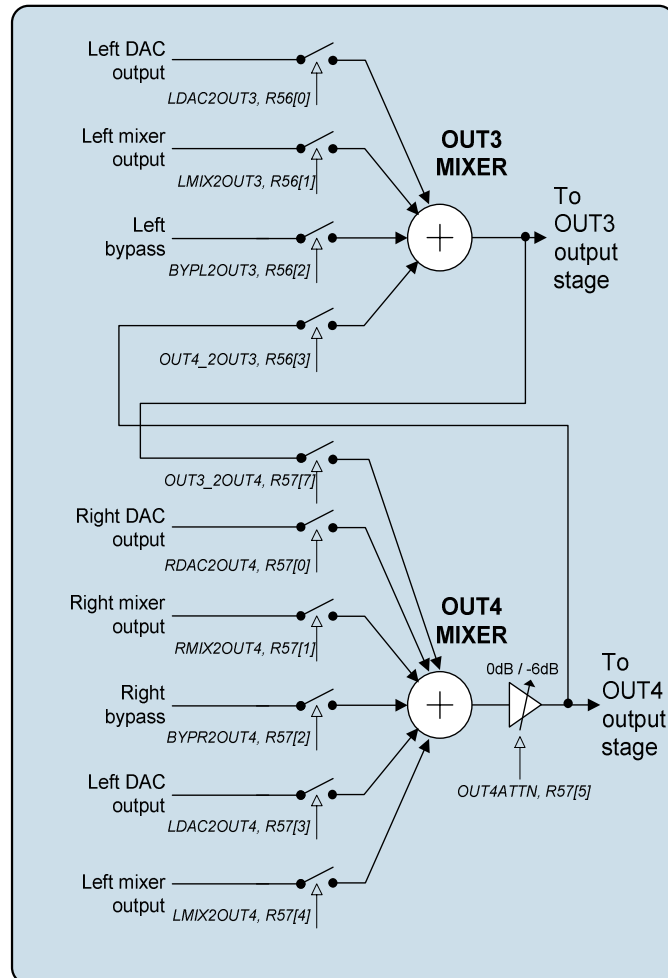 Left DAC
output
LDAC2OUT3, R56[0]
Left mixer
output
LMIX2OUT3, R56[1]
OUT3
MIXER
Left
bypass
BYPL2OUT3, R56[2]
To
OUT3
output
stage
OUT4_2OUT3, R56[3]
OUT3_2OUT4, R57[7]
Right DAC
output
RDAC2OUT4, R57[0]
Right mixer
output
RMIX2OUT4, R57[1]
OUT4
MIXER
Right
bypass
BYPR2OUT4, R57[2]
0dB / -6dB
To
OUT4
output
stage
OUT4ATTN, R57[5]
Left DAC
output
LDAC2OUT4, R57[3]
Left mixer
output
LMIX2OUT4, R57[4]